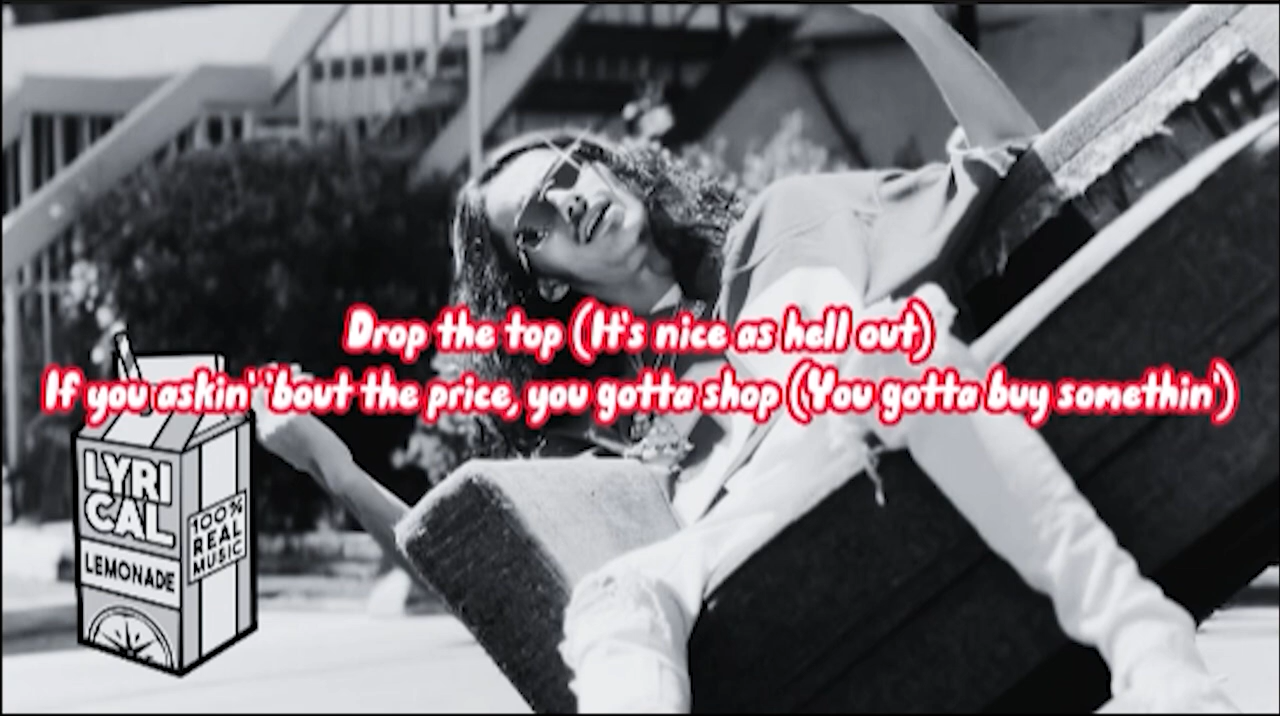 Drop the top (It's nice as hell out)
If you askin' 'bout the price, you gotta shop (You gotta buy somethin')
LYRI
CAL
LEMONADE
100%
REAL
MUSIC